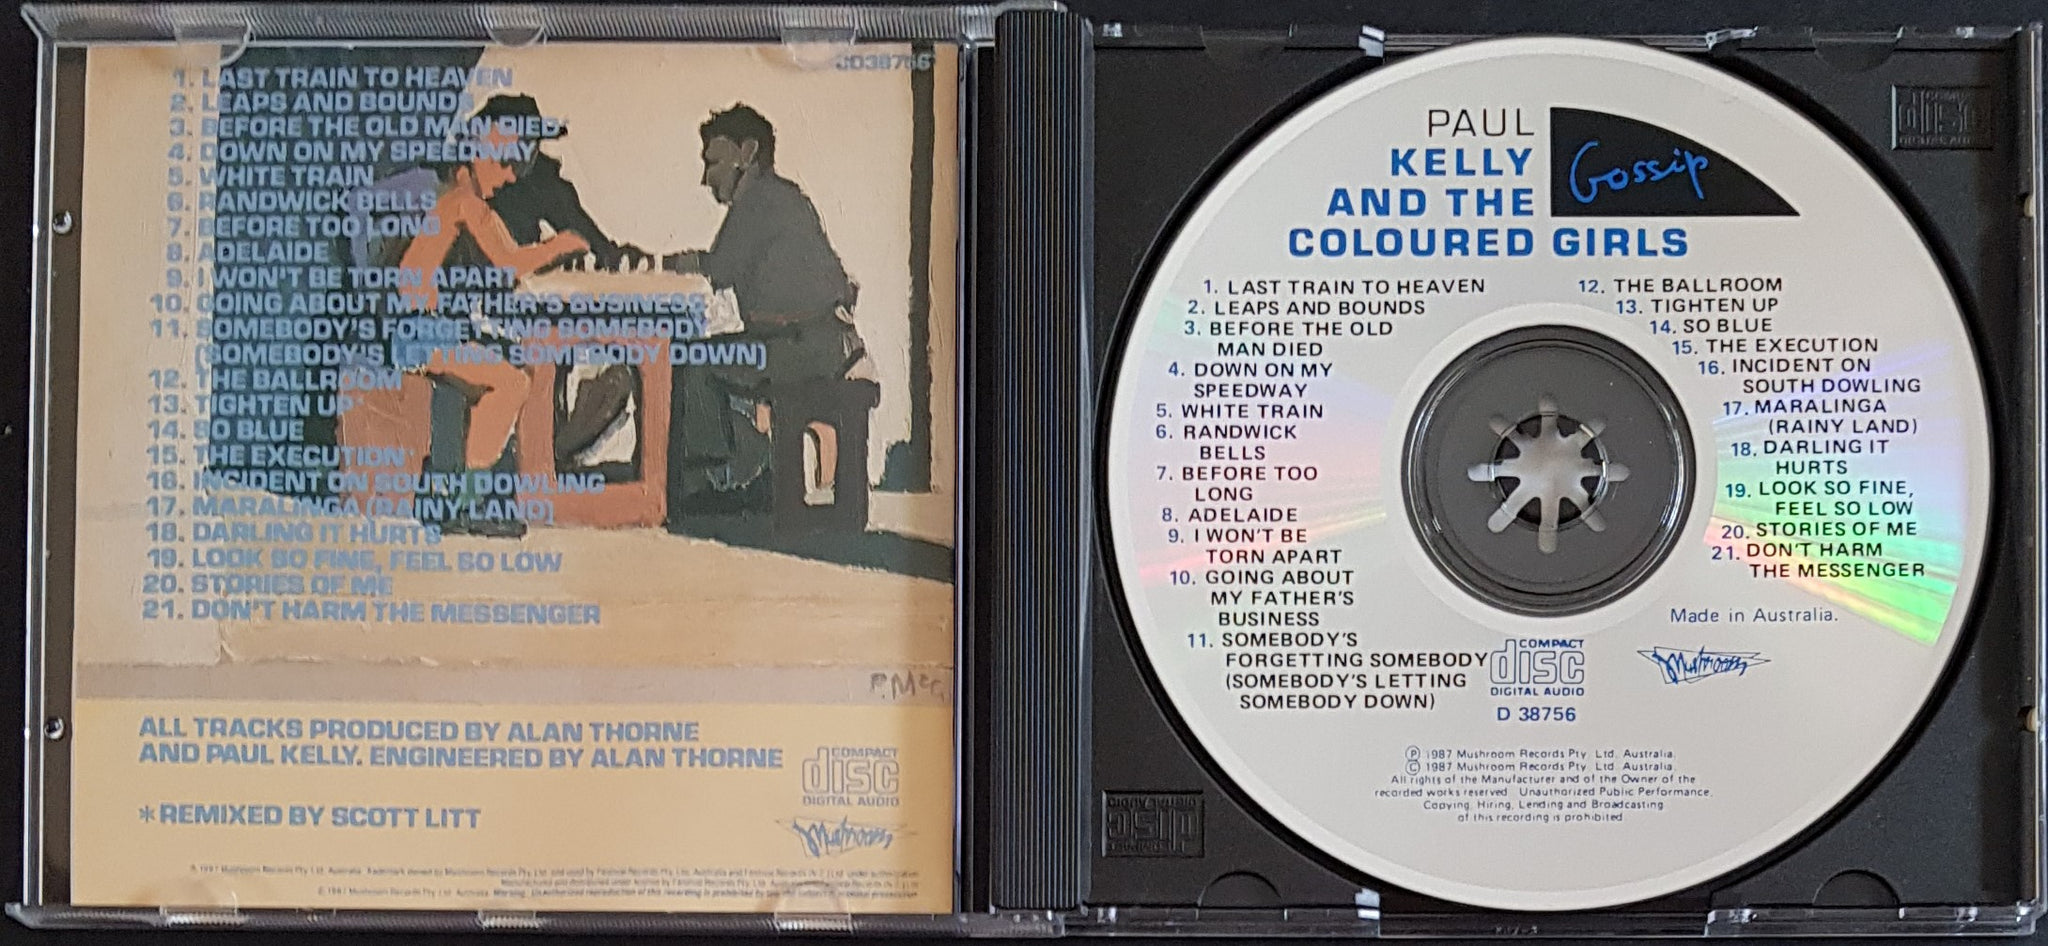 CD38756
1. LAST TRAIN TO HEAVEN
2. LEAPS AND BOUNDS
3. BEFORE THE OLD MAN DIED*
4. DOWN ON MY SPEEDWAY
5. WHITE TRAIN
6. RANDWICK BELLS
7. BEFORE TOO LONG
8. ADELAIDE
9. I WON'T BE TORN APART
10. GOING ABOUT MY FATHER'S BUSINESS
11. SOMEBODY'S FORGETTING SOMEBODY
(SOMEBODY'S LETTING SOMEBODY DOWN)
12. THE BALLROOM
13. TIGHTEN UP*
14. SO BLUE
15. THE EXECUTION*
16. INCIDENT ON SOUTH DOWLING
17. MARALINGA (RAINY LAND)
18. DARLING IT HURTS
19. LOOK SO FINE, FEEL SO LOW
20. STORIES OF ME
21. DON'T HARM THE MESSENGER
P. McG
ALL TRACKS PRODUCED BY ALAN THORNE
AND PAUL KELLY. ENGINEERED BY ALAN THORNE
*REMIXED BY SCOTT LITT
COMPACT
disc
DIGITAL AUDIO
Mushroom
PAUL
KELLY
AND THE
COLOURED GIRLS
Gossip
1. LAST TRAIN TO HEAVEN
2. LEAPS AND BOUNDS
3. BEFORE THE OLD
MAN DIED
4. DOWN ON MY
SPEEDWAY
5. WHITE TRAIN
6. RANDWICK
BELLS
7. BEFORE TOO
LONG
8. ADELAIDE
9. I WON'T BE
TORN APART
10. GOING ABOUT
MY FATHER'S
BUSINESS
11. SOMEBODY'S
FORGETTING SOMEBODY
(SOMEBODY'S LETTING
SOMEBODY DOWN)
12. THE BALLROOM
13. TIGHTEN UP
14. SO BLUE
15. THE EXECUTION
16. INCIDENT ON
SOUTH DOWLING
17. MARALINGA
(RAINY LAND)
18. DARLING IT
HURTS
19. LOOK SO FINE,
FEEL SO LOW
20. STORIES OF ME
21. DON'T HARM
THE MESSENGER
Made in Australia.
COMPACT
disc
DIGITAL AUDIO
D 38756
Mushroom
Ⓟ 1987 Mushroom Records Pty. Ltd. Australia.
© 1987 Mushroom Records Pty. Ltd. Australia.
All rights of the Manufacturer and of the Owner of the
recorded works reserved. Unauthorized Public Performance,
Copying, Hiring, Lending and Broadcasting
of this recording is prohibited.
COMPACT
disc
DIGITAL AUDIO
COMPACT
disc
DIGITAL AUDIO